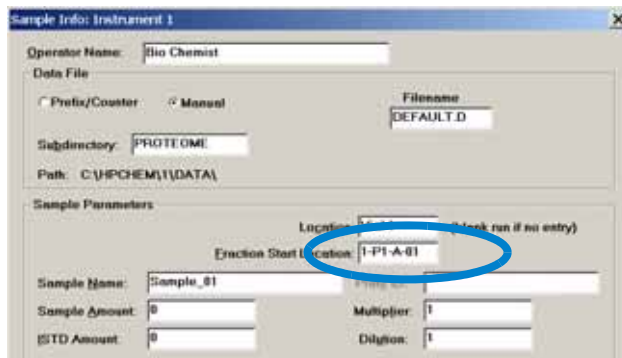 Sample Info: Instrument 1
Operator Name: Bio Chemist
Data File
Prefix/Counter Manual Filename
DEFAULT.D
Subdirectory: PROTEOME
Path: C:\HPCHEM\1\DATA\
Sample Parameters
Location: (blank run if no entry)
Fraction Start Location: 1-P1-A-01
Sample Name: Sample_01
Sample Amount: 0 Multiplier: 1
ISTD Amount: 0 Dilution: 1